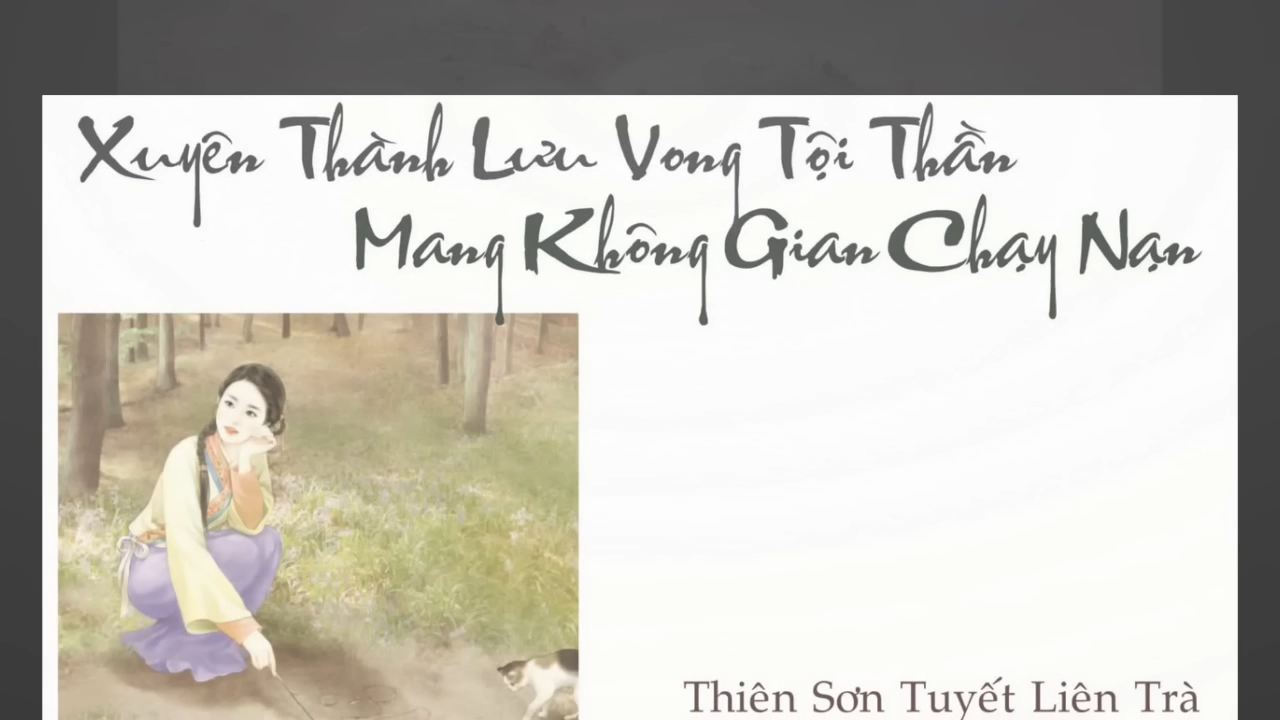 Xuyên Thành Lưu Vong Tội Thần
Mang Không Gian Chạy Nạn
Thiên Sơn Tuyết Liên Trà